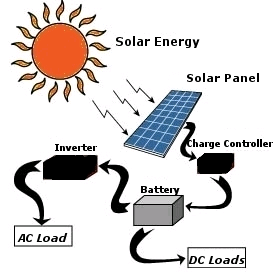 Solar Energy
Solar Panel
Charge Controller
Inverter
Battery
AC Load
DC Loads